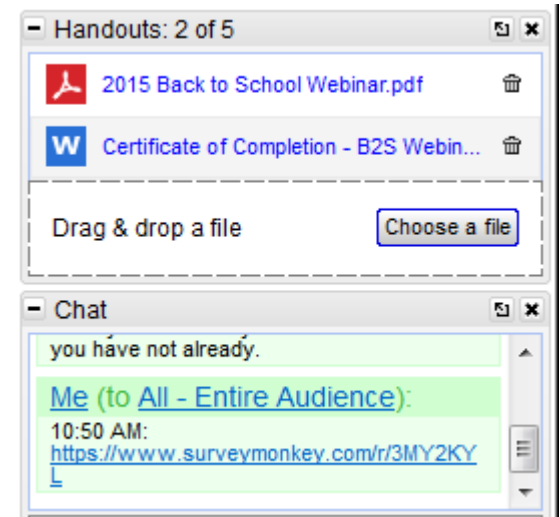 Handouts: 2 of 5
2015 Back to School Webinar.pdf
W Certificate of Completion - B2S Webin...
Drag & drop a file Choose a file
Chat
you have not already.
Me (to All - Entire Audience):
10:50 AM:
https://www.surveymonkey.com/r/3MY2KY
L